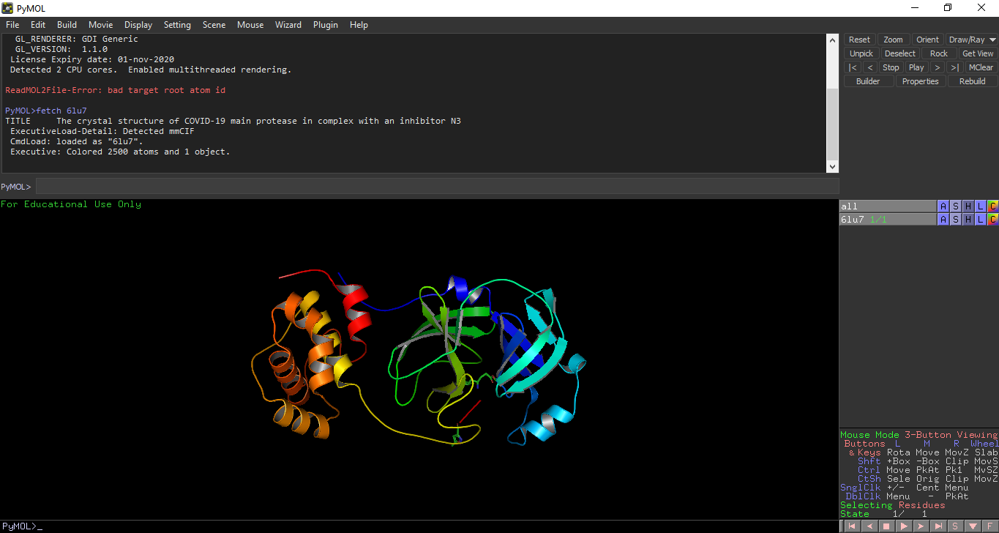 PyMOL
File Edit Build Movie Display Setting Scene Mouse Wizard Plugin Help
GL_RENDERER: GDI Generic
GL_VERSION: 1.1.0
License Expiry date: 01-nov-2020
Detected 2 CPU cores. Enabled multithreaded rendering.
ReadMOL2File-Error: bad target root atom id
PyMOL>fetch 6lu7
TITLE The crystal structure of COVID-19 main protease in complex with an inhibitor N3
ExecutiveLoad-Detail: Detected mmCIF
CmdLoad: loaded as "6lu7".
Executive: Colored 2500 atoms and 1 object.
PyMOL>
Reset Zoom Orient Draw/Ray
Unpick Deselect Rock Get View
|< < Stop Play > >| MClear
Builder Properties Rebuild
For Educational Use Only
all A S H L C
6lu7 1/1 A S H L C
Mouse Mode 3-Button Viewing
Buttons L M R Wheel
& Keys Rota Move MovZ Slab
Shft +Box -Box Clip MovS
Ctrl Move PkAt Pk1 MvSZ
CtSh Sele Orig Clip MovZ
SnglClk +/- Cent Menu
DblClk Menu - PkAt
Selecting Residues
State 1/ 1
S F
PyMOL>_